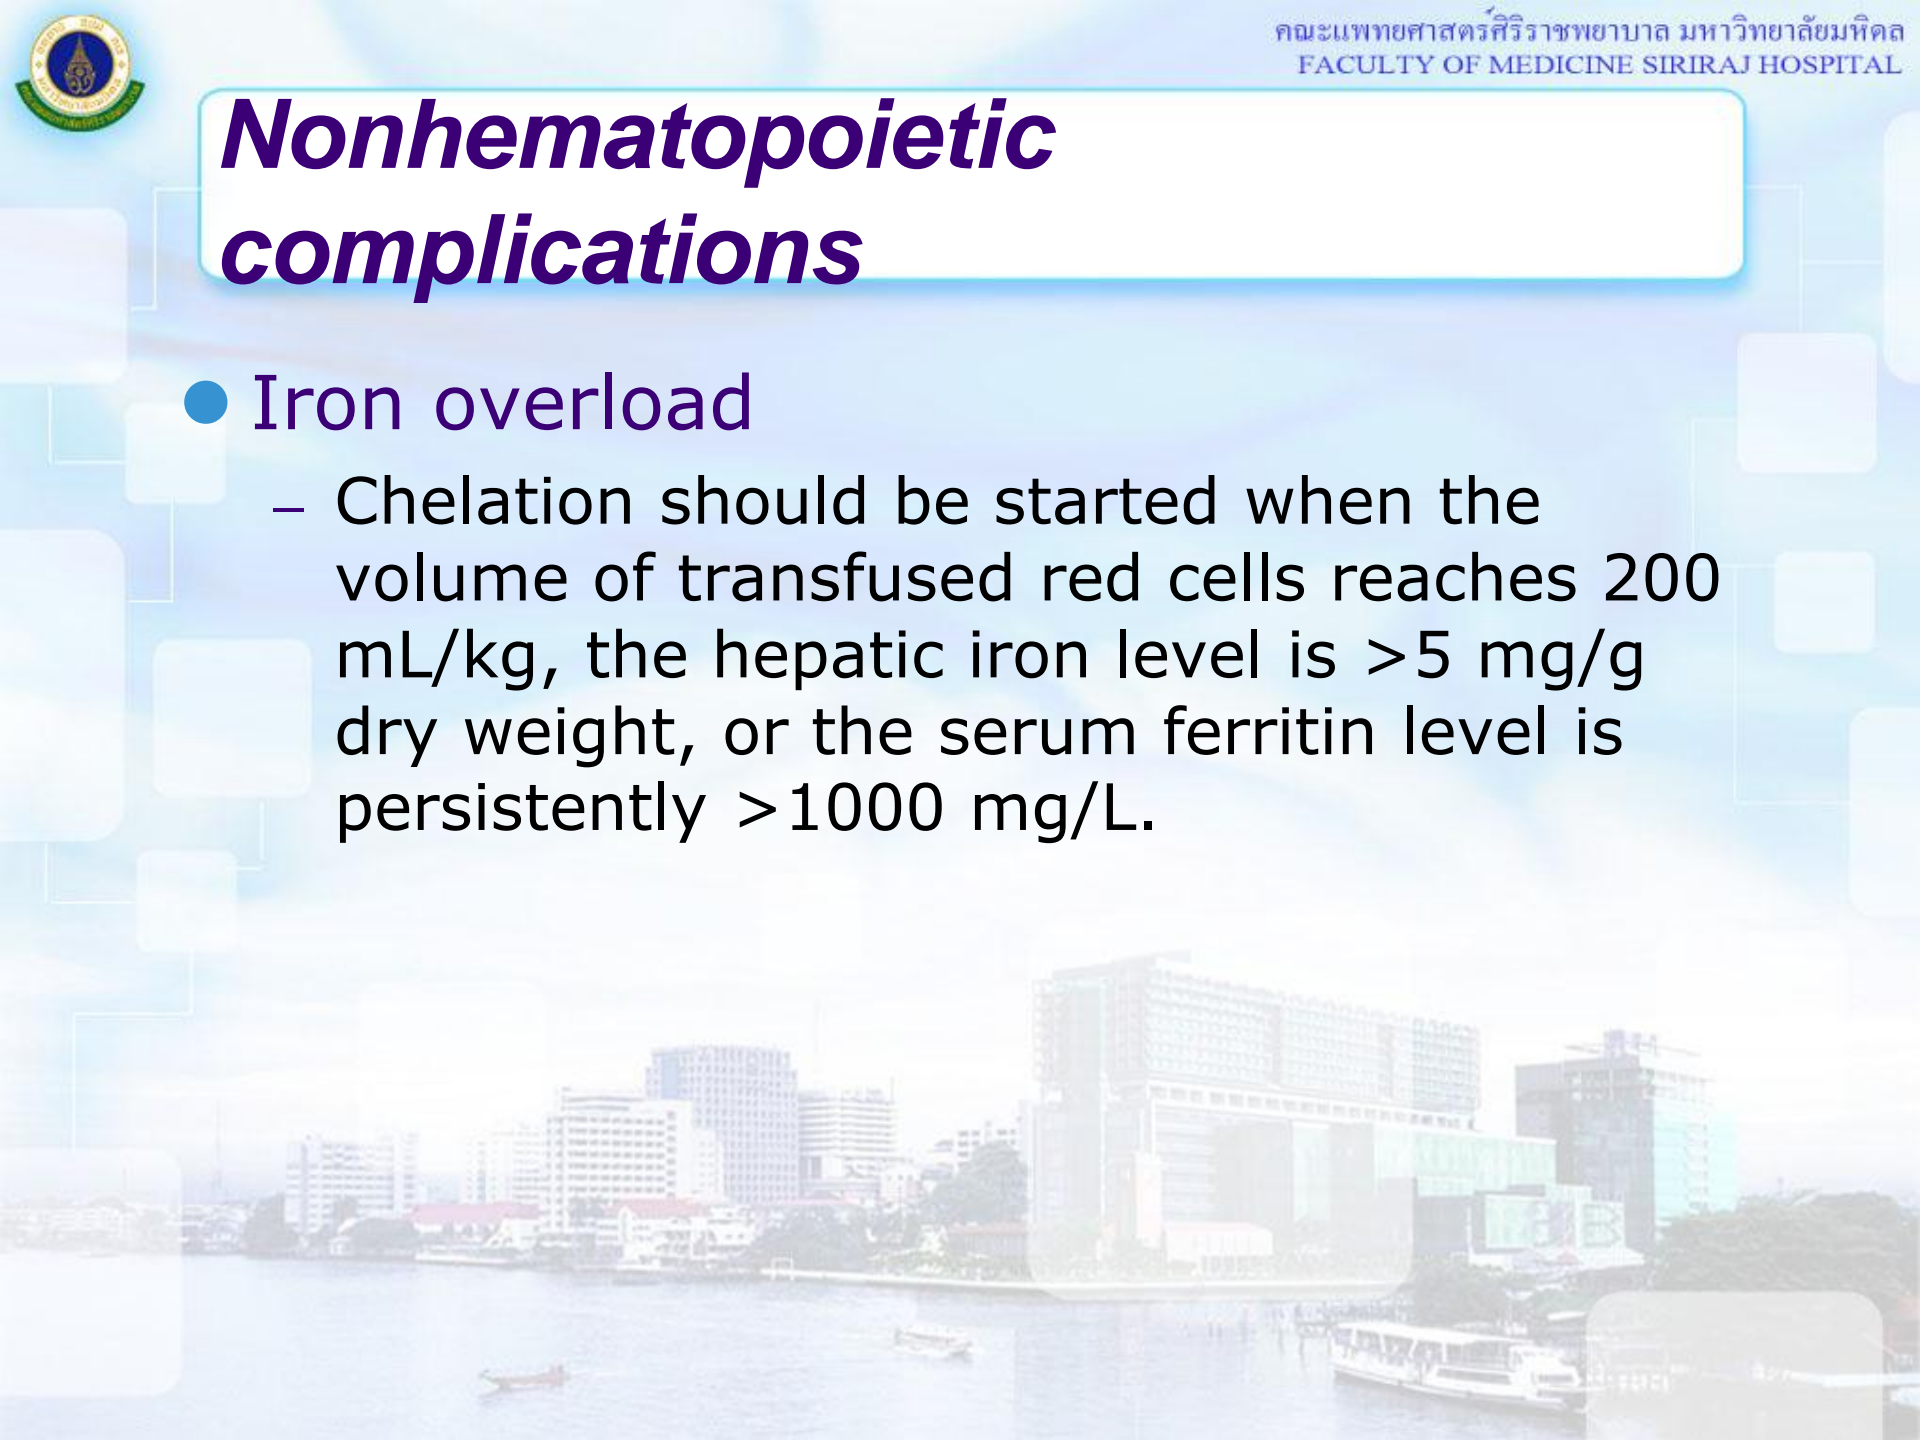 คณะแพทยศาสตร์ศิริราชพยาบาล มหาวิทยาลัยมหิดล
FACULTY OF MEDICINE SIRIRAJ HOSPITAL
Nonhematopoietic
complications
Iron overload
– Chelation should be started when the
volume of transfused red cells reaches 200
mL/kg, the hepatic iron level is >5 mg/g
dry weight, or the serum ferritin level is
persistently >1000 mg/L.